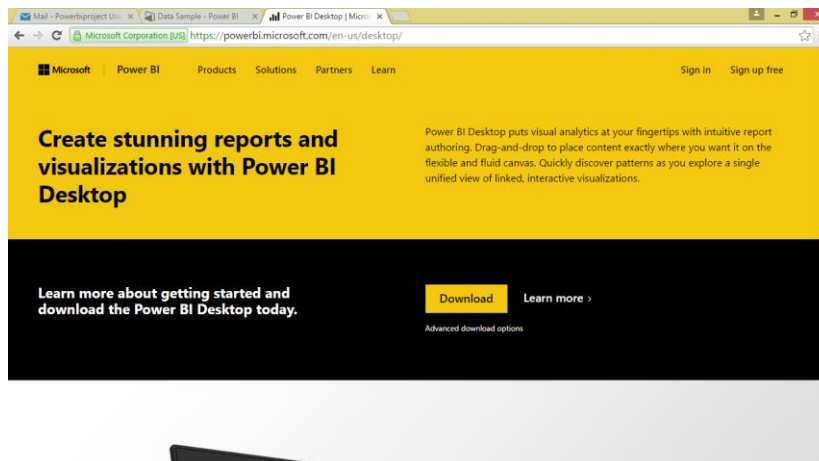 Mail - Powerbiproject Us
Data Sample - Power BI
Power BI Desktop | Micro
Microsoft Corporation [US] https://powerbi.microsoft.com/en-us/desktop/
Microsoft Power BI Products Solutions Partners Learn Sign in Sign up free
Create stunning reports and
visualizations with Power BI
Desktop
Power BI Desktop puts visual analytics at your fingertips with intuitive report
authoring. Drag-and-drop to place content exactly where you want it on the
flexible and fluid canvas. Quickly discover patterns as you explore a single
unified view of linked, interactive visualizations.
Learn more about getting started and
download the Power BI Desktop today.
Download Learn more ›
Advanced download options